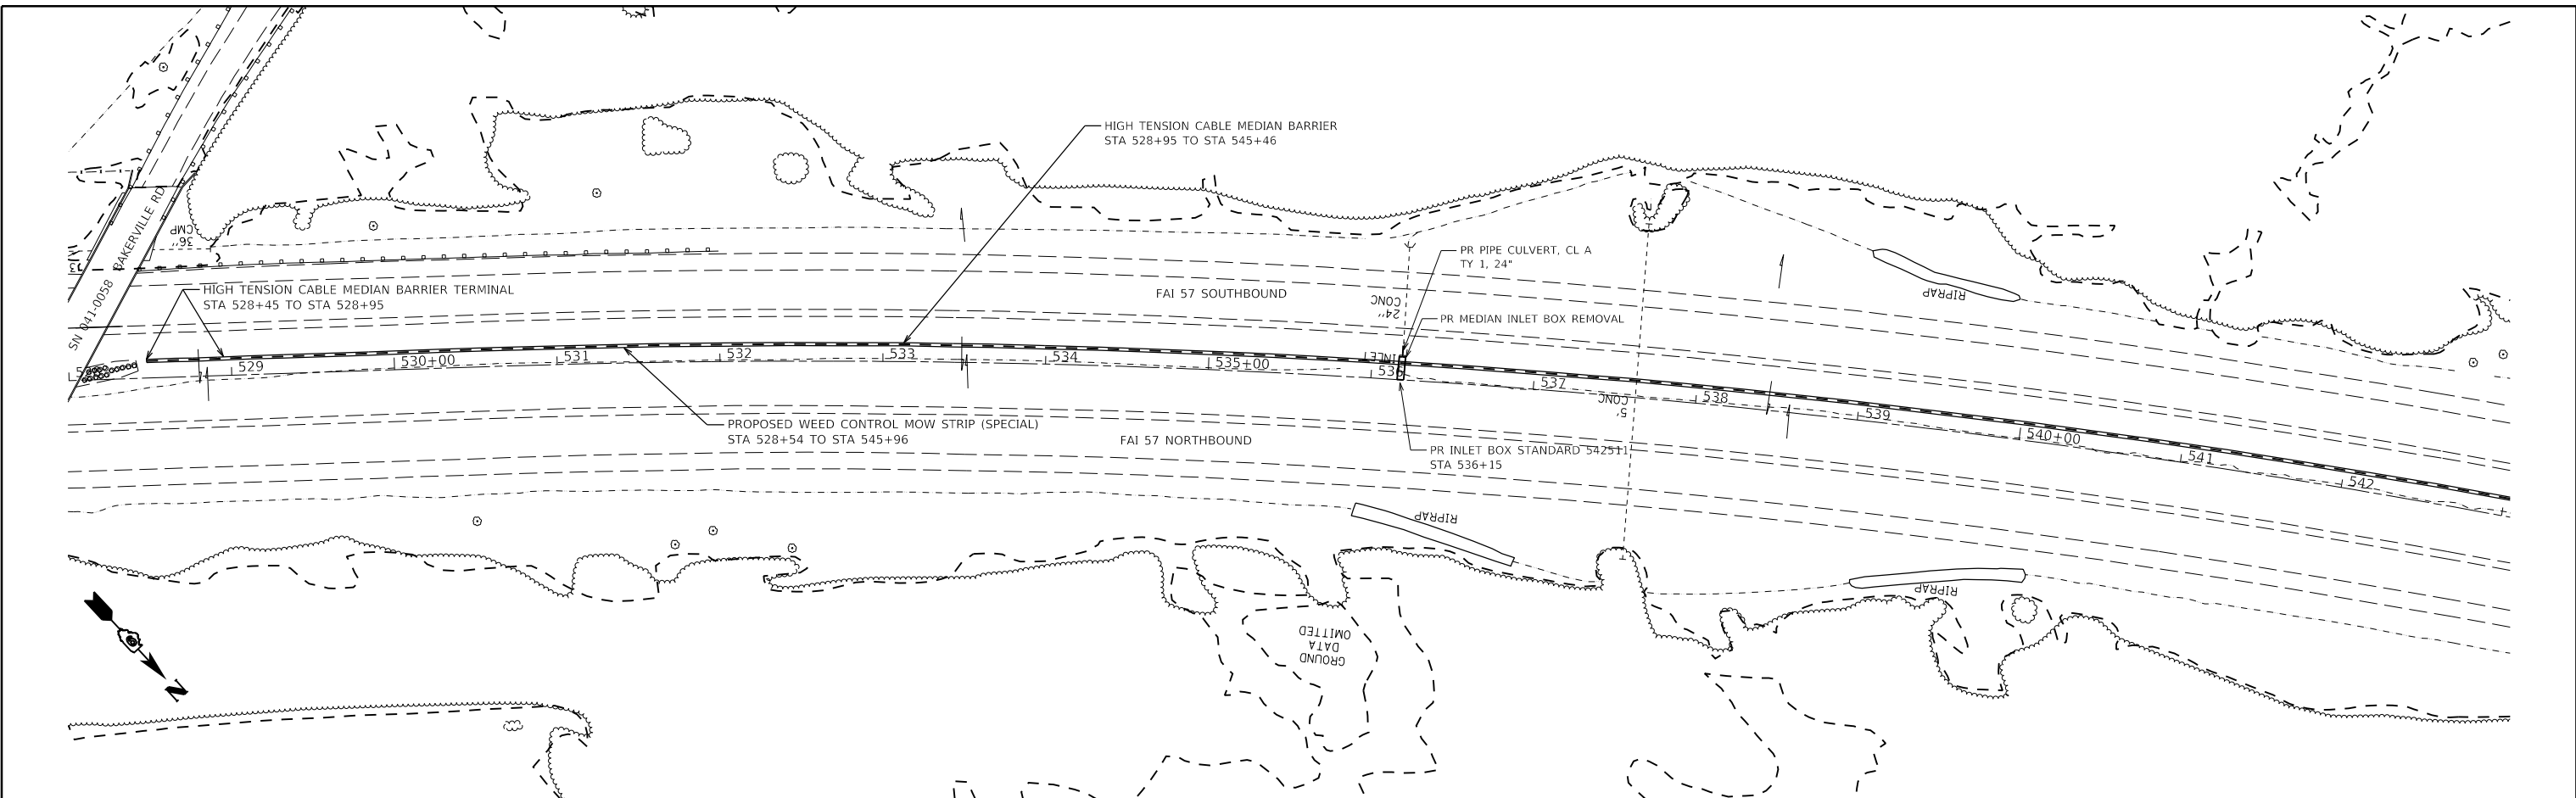 HIGH TENSION CABLE MEDIAN BARRIER
STA 528+95 TO STA 545+46
BAKERVILLE RD
36" CMP
SN 041-0058
HIGH TENSION CABLE MEDIAN BARRIER TERMINAL
STA 528+45 TO STA 528+95
PR PIPE CULVERT, CL A
TY 1, 24"
FAI 57 SOUTHBOUND
24"
CONC
RIPRAP
PR MEDIAN INLET BOX REMOVAL
INLET
529
530+00
531
532
533
534
535+00
536
537
538
539
540+00
541
542
5'
CONC
PROPOSED WEED CONTROL MOW STRIP (SPECIAL)
STA 528+54 TO STA 545+96
FAI 57 NORTHBOUND
PR INLET BOX STANDARD 542511
STA 536+15
RIPRAP
RIPRAP
GROUND
DATA
OMITTED
N